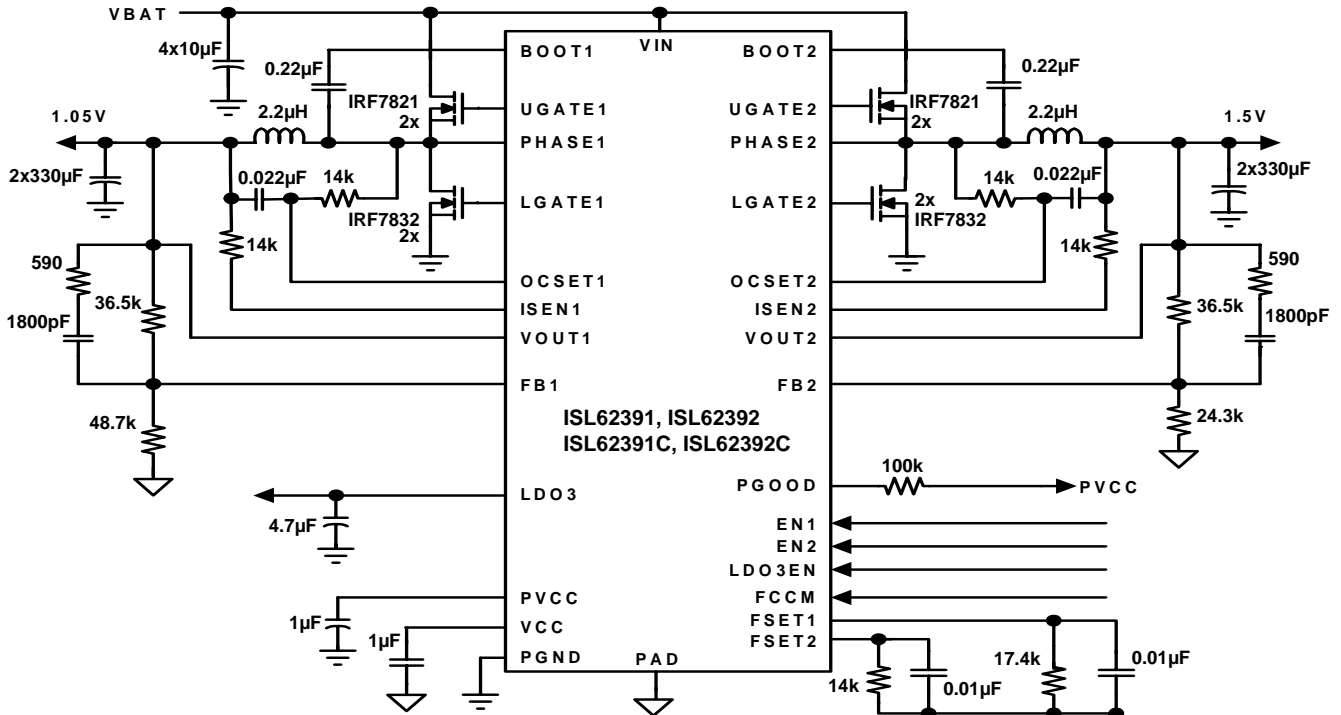 VBAT
4x10µF
0.22µF
1.05V
2.2µH
IRF7821
2x
2x330µF
0.022µF
14k
IRF7832
2x
14k
590
36.5k
1800pF
48.7k
4.7µF
1µF
1µF
VIN
BOOT1
UGATE1
PHASE1
LGATE1
OCSET1
ISEN1
VOUT1
FB1
LDO3
PVCC
VCC
PGND
PAD
ISL62391, ISL62392
ISL62391C, ISL62392C
BOOT2
UGATE2
PHASE2
LGATE2
OCSET2
ISEN2
VOUT2
FB2
PGOOD
EN1
EN2
LDO3EN
FCCM
FSET1
FSET2
0.22µF
IRF7821
2x
2.2µH
1.5V
14k
0.022µF
2x330µF
2x
IRF7832
14k
590
36.5k
1800pF
24.3k
100k
PVCC
17.4k
0.01µF
14k
0.01µF